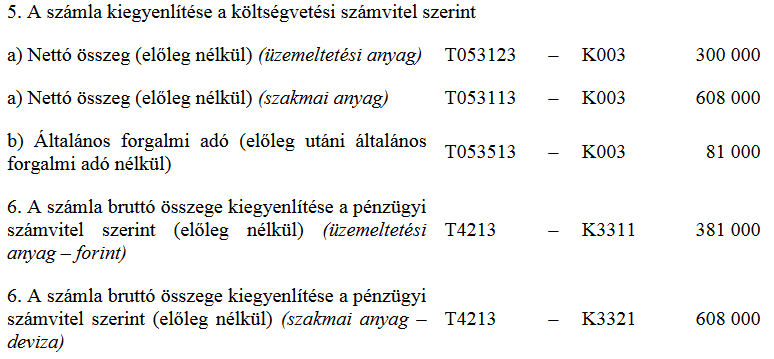 5. A számla kiegyenlítése a költségvetési számvitel szerint
a) Nettó összeg (előleg nélkül) (üzemeltetési anyag) T053123 – K003 300 000
a) Nettó összeg (előleg nélkül) (szakmai anyag) T053113 – K003 608 000
b) Általános forgalmi adó (előleg utáni általános
forgalmi adó nélkül) T053513 – K003 81 000
6. A számla bruttó összege kiegyenlítése a pénzügyi
számvitel szerint (előleg nélkül) (üzemeltetési T4213 – K3311 381 000
anyag – forint)
6. A számla bruttó összege kiegyenlítése a pénzügyi
számvitel szerint (előleg nélkül) (szakmai anyag – T4213 – K3321 608 000
deviza)